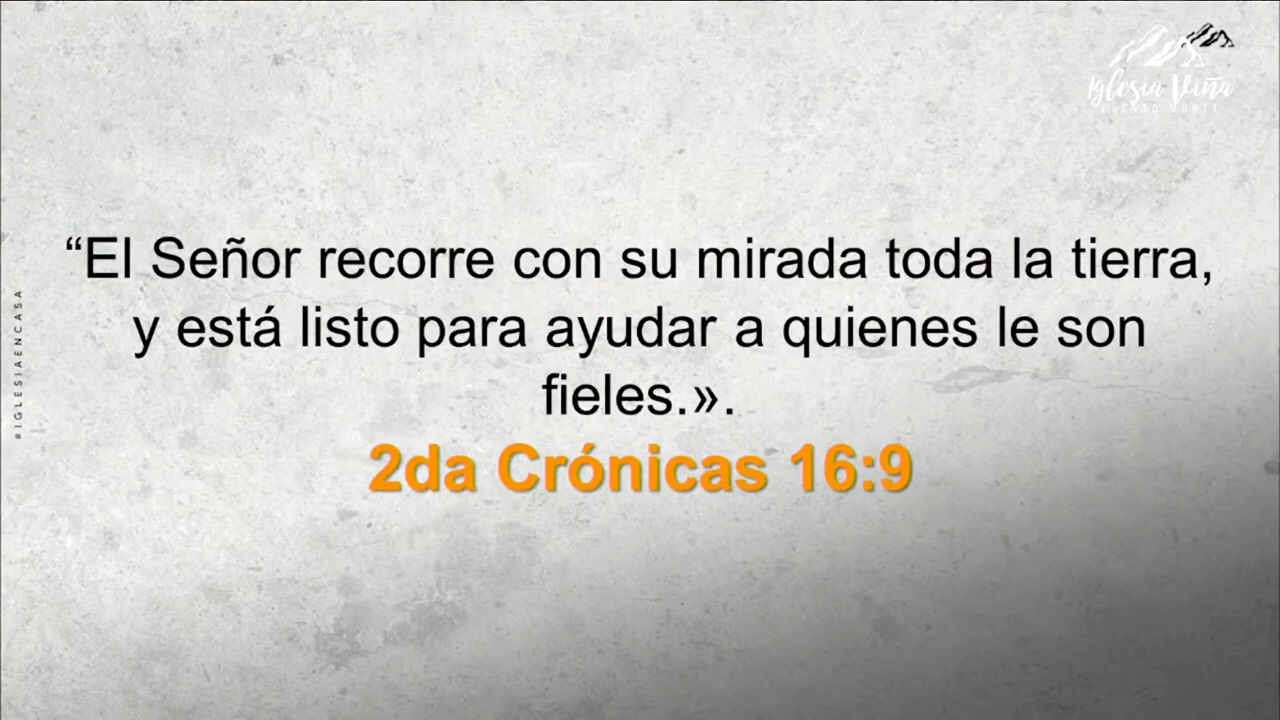 Iglesia Viña
“El Señor recorre con su mirada toda la tierra,
y está listo para ayudar a quienes le son
fieles.».
2da Crónicas 16:9
#IGLESIAENCASA